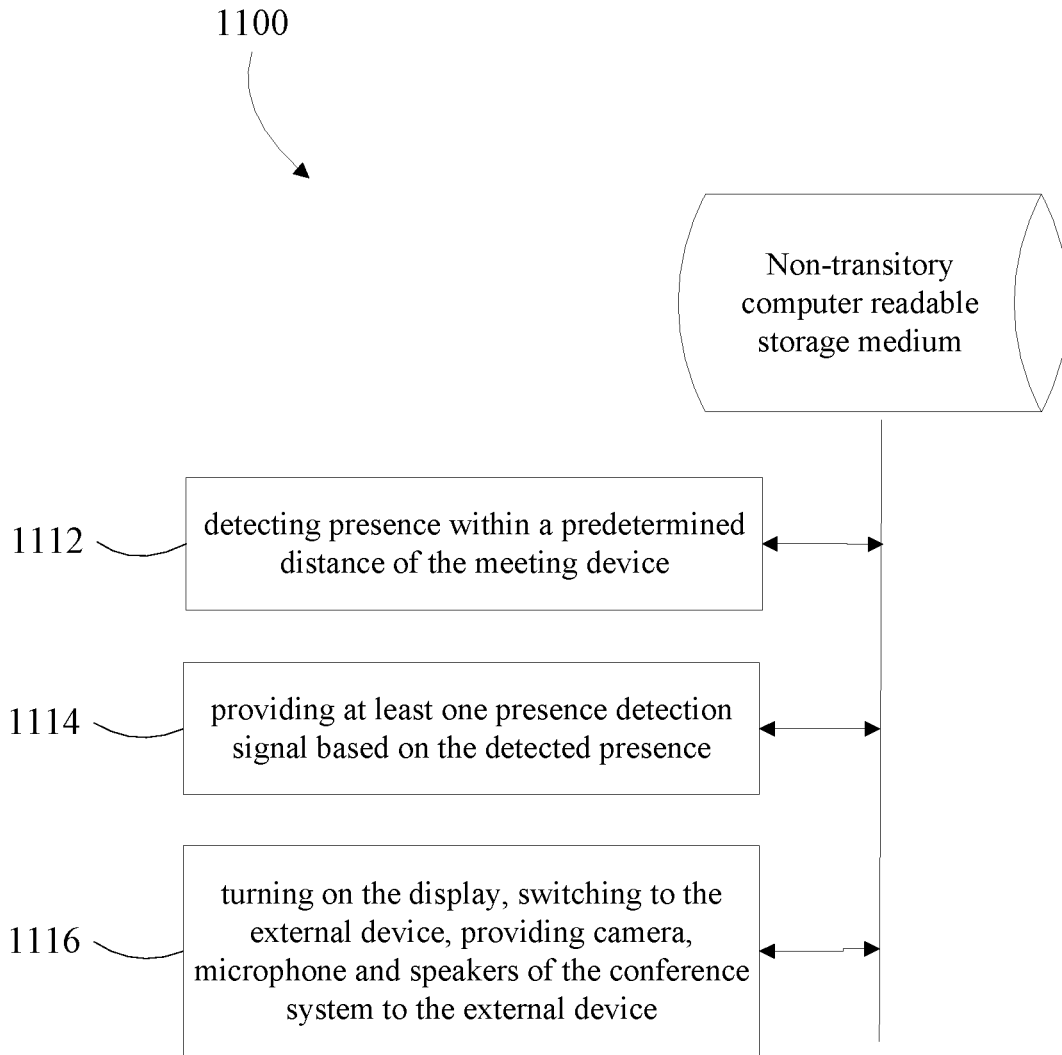 1100
Non-transitory
computer readable
storage medium
1112
detecting presence within a predetermined
distance of the meeting device
1114
providing at least one presence detection
signal based on the detected presence
1116
turning on the display, switching to the
external device, providing camera,
microphone and speakers of the conference
system to the external device